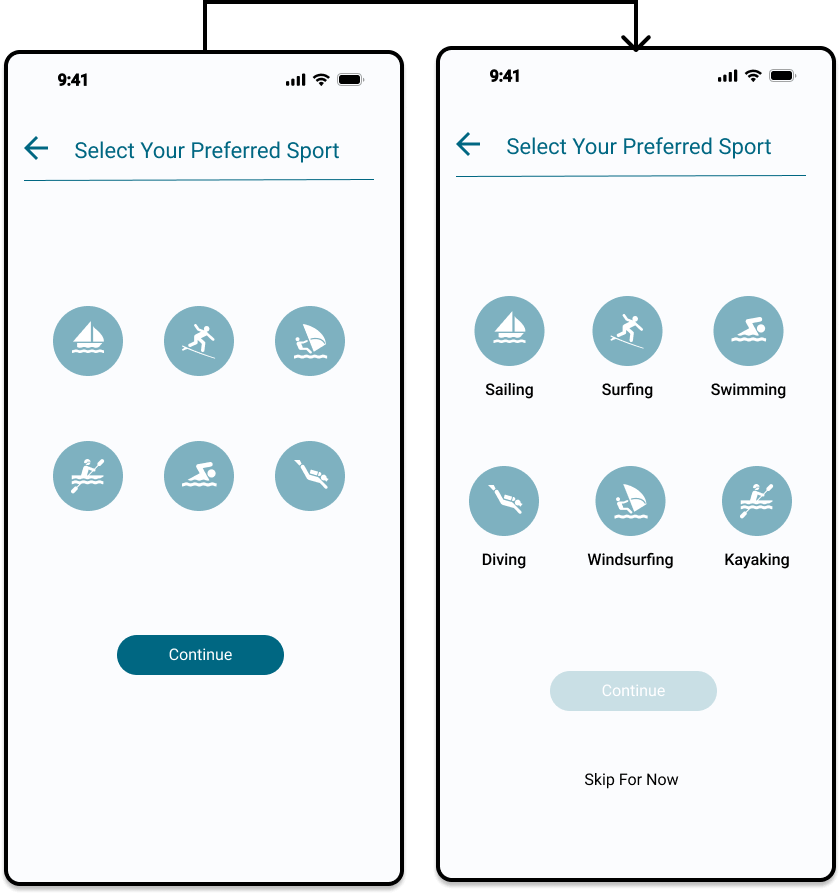 9:41
Select Your Preferred Sport
Continue
9:41
Select Your Preferred Sport
Sailing
Surfing
Swimming
Diving
Windsurfing
Kayaking
Continue
Skip For Now